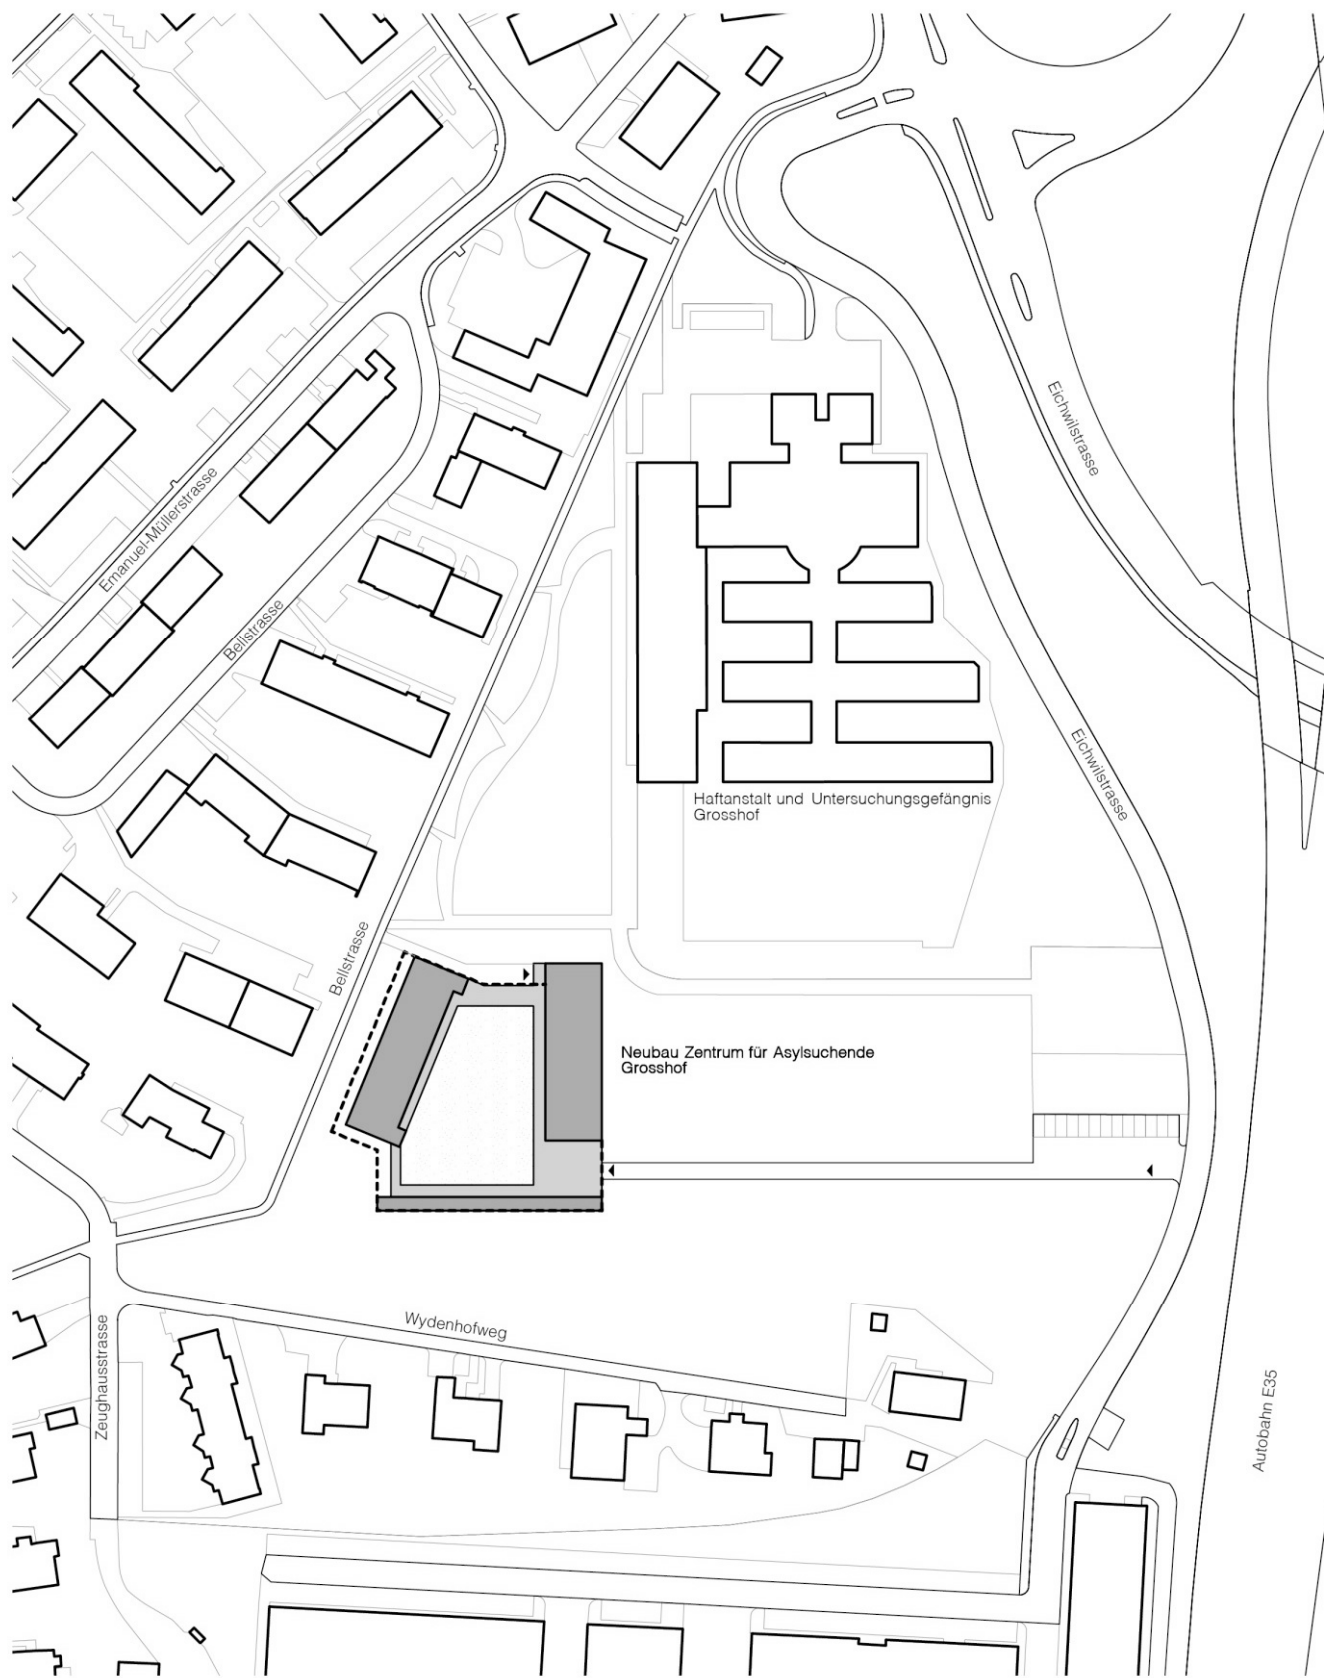 Eichwilstrasse
Emanuel-Müllerstrasse
Bellstrasse
Eichwilstrasse
Haftanstalt und Untersuchungsgefängnis
Grosshof
Bellstrasse
Neubau Zentrum für Asylsuchende
Grosshof
Wydenhofweg
Zeughausstrasse
Autobahn E35